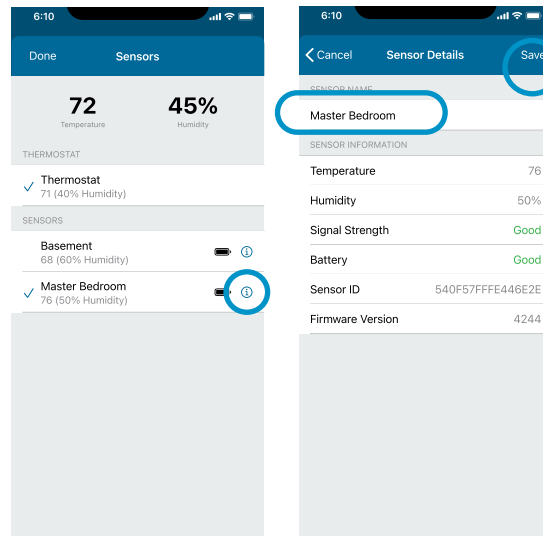 6:10
Done Sensors
72 45%
Temperature Humidity
THERMOSTAT
Thermostat
71 (40% Humidity)
SENSORS
Basement
68 (60% Humidity)
Master Bedroom
76 (50% Humidity)
6:10
Cancel Sensor Details Save
SENSOR NAME
Master Bedroom
SENSOR INFORMATION
Temperature 76
Humidity 50%
Signal Strength Good
Battery Good
Sensor ID 540F57FFFE446E2E
Firmware Version 4244